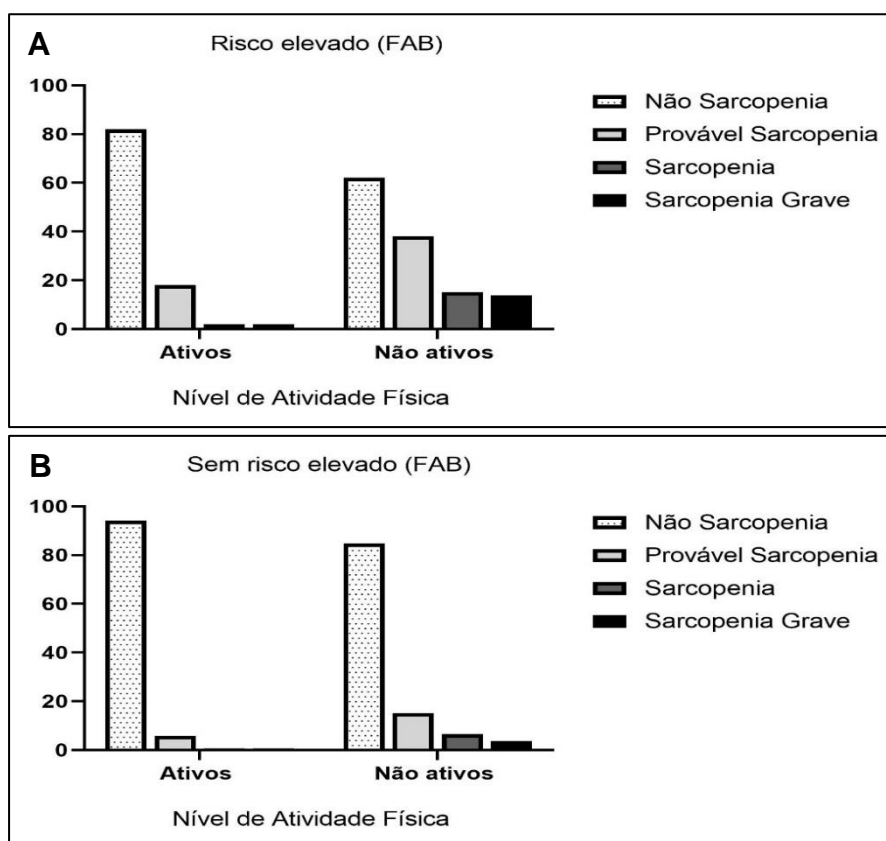 A
Risco elevado (FAB)
100
80
60
40
20
0
Ativos
Não ativos
Nível de Atividade Física
Não Sarcopenia
Provável Sarcopenia
Sarcopenia
Sarcopenia Grave
B
Sem risco elevado (FAB)
100
80
60
40
20
0
Ativos
Não ativos
Nível de Atividade Física
Não Sarcopenia
Provável Sarcopenia
Sarcopenia
Sarcopenia Grave